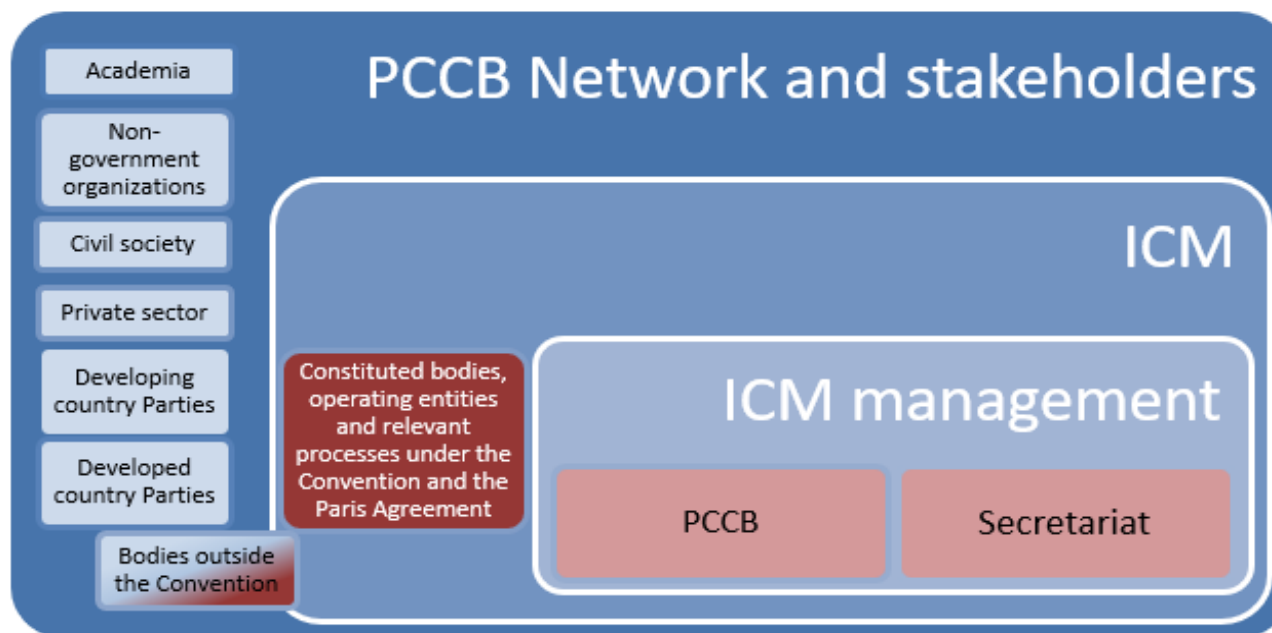 PCCB Network and stakeholders
Academia
Non-
government
organizations
Civil society
Private sector
Developing
country Parties
Developed
country Parties
Bodies outside
the Convention
ICM
Constituted bodies,
operating entities
and relevant
processes under the
Convention and the
Paris Agreement
ICM management
PCCB
Secretariat